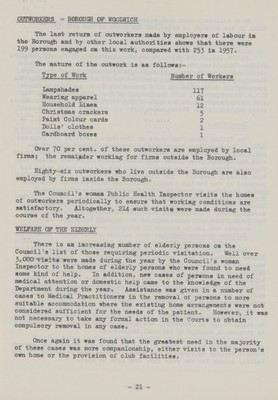 OUTWORKERS - BOROUGH OF WOOLWICH
The last return of outworkers made by employers of labour in
the Borough and by other local authorities shows that there were
199 persons engaged on this work, compared with 253 in 1957.
The nature of the outwork is as follows:-
Type of Work Number of Workers
Lampshades 117
Wearing apparel 61
Household linen 12
Christmas crackers 5
Paint Colour cards 2
Dolls' clothes 1
Cardboard boxes 1
Over 70 per cent. of these outworkers are employed by local
firms; the remainder working for firms outside the Borough.
Eighty-six outworkers who live outside the Borough are also
employed by firms inside the Borough.
The Council's woman Public Health Inspector visits the homes
of outworkers periodically to ensure that working conditions are
satisfactory. Altogether, 214 such visits were made during the
course of the year.
WELFARE OF THE ELDERLY
There is an increasing number of elderly persons on the
Council's list of those requiring periodic visitation. Well over
3,000 visits were made during the year by the Council's woman
Inspector to the homes of elderly persons who were found to need
some kind of help. In addition, new cases of persons in need of
medical attention or domestic help came to the knowledge of the
Department during the year. Assistance was given in a number of
cases to Medical Practitioners in the removal of persons to more
suitable accommodation where the existing home arrangements were not
considered sufficient for the needs of the patient. However, it was
not necessary to take any formal action in the Courts to obtain
compulsory removal in any case.
Once again it was found that the greatest need in the majority
of these cases was more companionship, either visits to the person's
own home or the provision of club facilities.
- 21 -